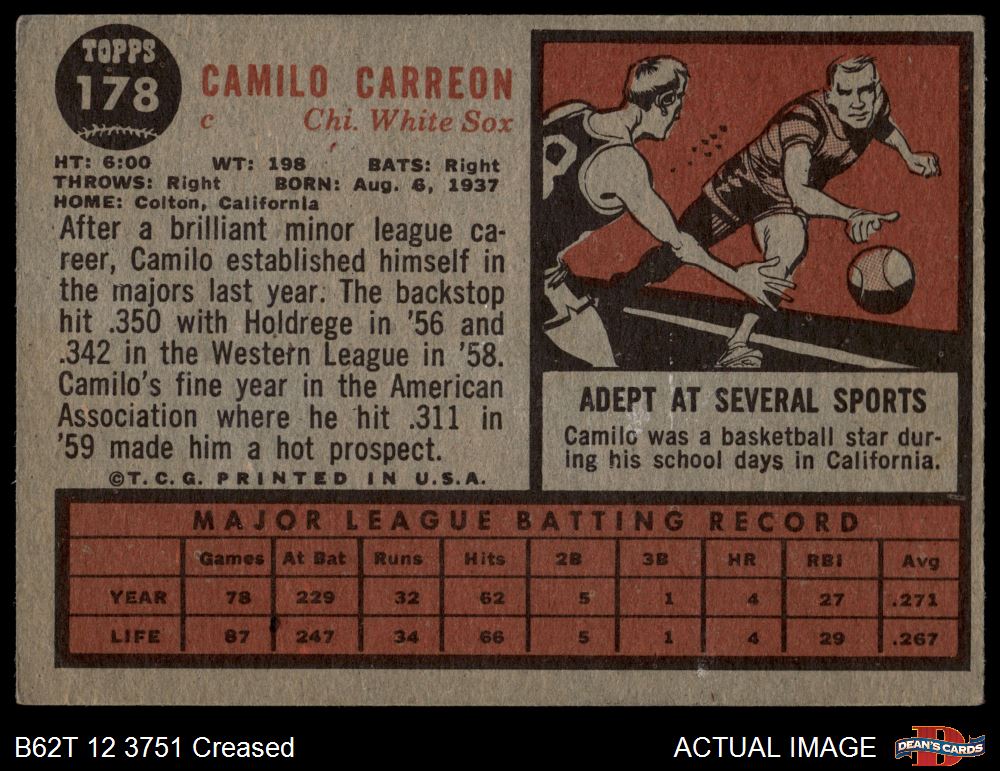 TOPPS
178
CAMILO CARREON
c Chi. White Sox
HT: 6:00 WT: 198 BATS: Right
THROWS: Right BORN: Aug. 6, 1937
HOME: Colton, California
After a brilliant minor league ca-
reer, Camilo established himself in
the majors last year. The backstop
hit .350 with Holdrege in '56 and
.342 in the Western League in '58.
Camilo's fine year in the American
Association where he hit .311 in
'59 made him a hot prospect.
©T.C.G. PRINTED IN U.S.A.
ADEPT AT SEVERAL SPORTS
Camilo was a basketball star dur-
ing his school days in California.
MAJOR LEAGUE BATTING RECORD
Games At Bat Runs Hits 2B 3B HR RBI Avg
YEAR 78 229 32 62 5 1 4 27 .271
LIFE 87 247 34 66 5 1 4 29 .267
B62T 12 3751 Creased
ACTUAL IMAGE
D
DEAN'S CARDS